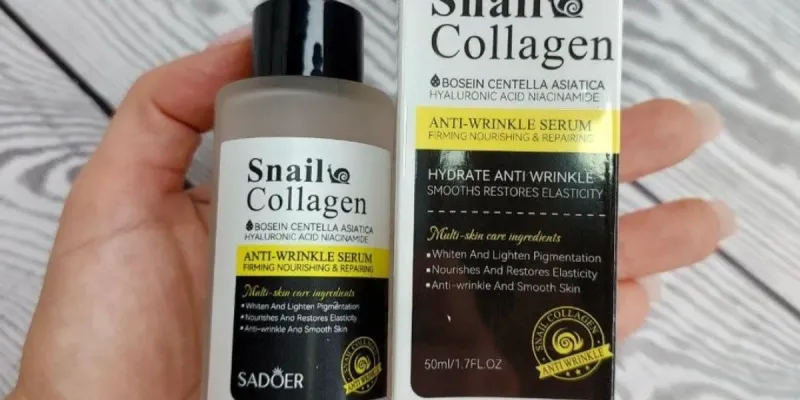 Snail
Collagen
BOSEIN CENTELLA ASIATICA
HYALURONIC ACID NIACINAMIDE
ANTI-WRINKLE SERUM
FIRMING NOURISHING & REPAIRING
Multi-skin care ingredients
•Whiten And Lighten Pigmentation
•Nourishes And Restores Elasticity
•Anti-wrinkle And Smooth Skin
SADOER
SNAIL COLLAGEN
ANTI WRINKLE
Snail
Collagen
BOSEIN CENTELLA ASIATICA
HYALURONIC ACID NIACINAMIDE
ANTI-WRINKLE SERUM
FIRMING NOURISHING & REPAIRING
HYDRATE ANTI WRINKLE
SMOOTHS RESTORES ELASTICITY
Multi-skin care ingredients
•Whiten And Lighten Pigmentation
•Nourishes And Restores Elasticity
•Anti-wrinkle And Smooth Skin
50ml/1.7FL.OZ
SNAIL COLLAGEN
ANTI WRINKLE